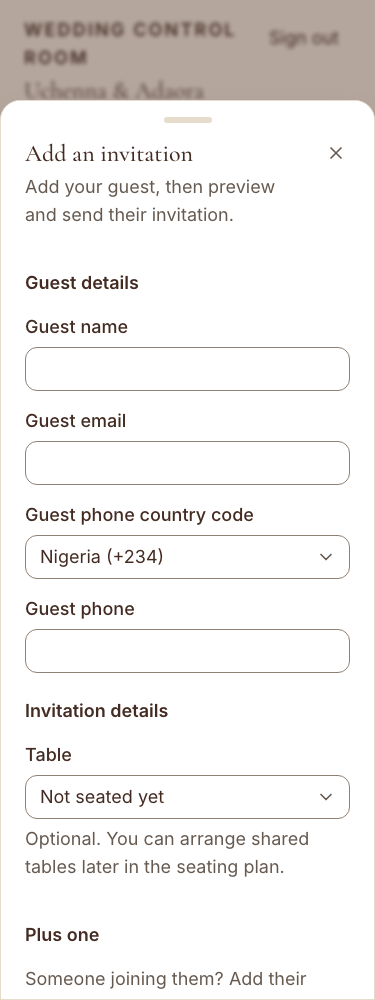 WEDDING CONTROL
ROOM
Sign out
Uchenna & Adaora
Add an invitation
Add your guest, then preview
and send their invitation.
Guest details
Guest name
Guest email
Guest phone country code
Nigeria (+234)
Guest phone
Invitation details
Table
Not seated yet
Optional. You can arrange shared
tables later in the seating plan.
Plus one
Someone joining them? Add their